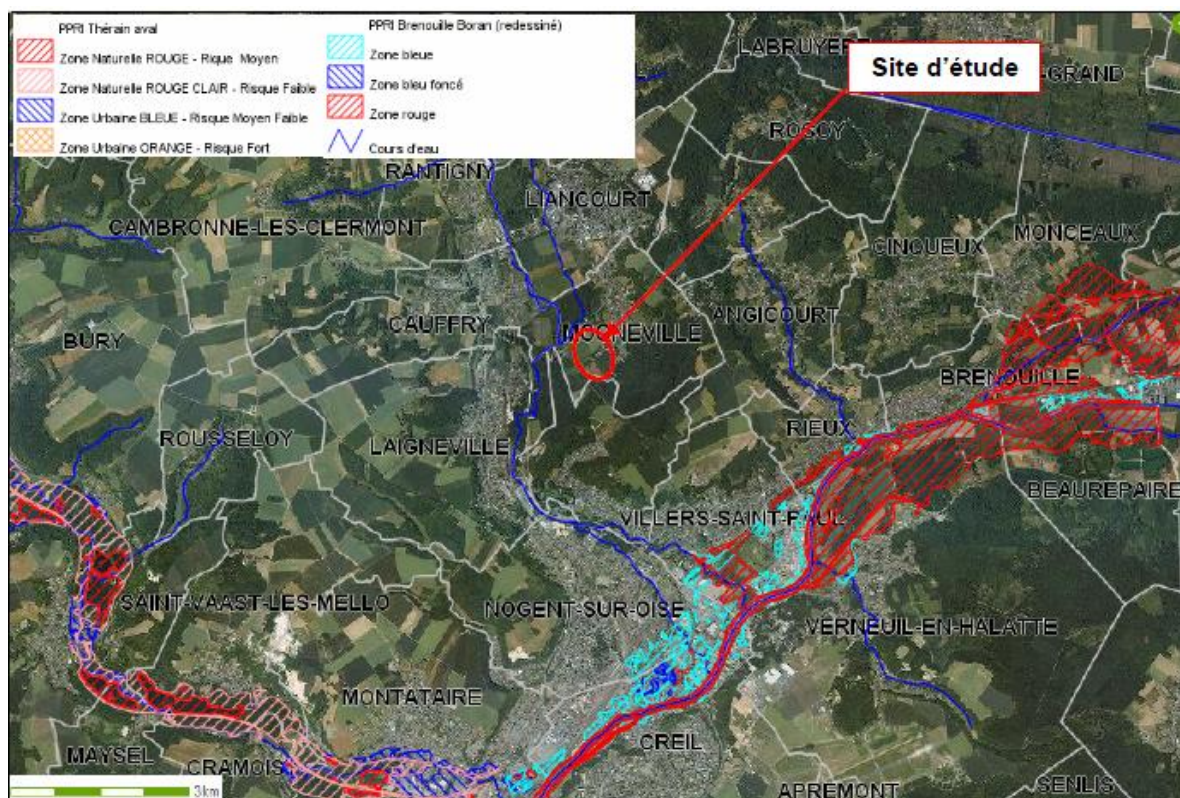 PPRI Thérain aval
Zone Naturelle ROUGE - Rique Moyen
Zone Naturelle ROUGE CLAIR - Risque Faible
Zone Urbaine BLEUE - Risque Moyen Faible
Zone Urbaine ORANGE - Risque Fort
PPRI Brenouille Boran (redessiné)
Zone bleue
Zone bleu foncé
Zone rouge
Cours d'eau
Site d'étude
LABRUYERE
EGRAND
ROSOY
RANTIGNY
LIANCOURT
CAMBRONNE-LES-CLERMONT
CINQUEUX
MONCEAUX
ANGICOURT
CAUFFRY
MOGNEVILLE
BURY
BRENOUILLE
ROUSSELOY
LAIGNEVILLE
RIEUX
BEAUREPAIRE
VILLERS-SAINT-PAUL
SAINT-VAAST-LES-MELLO
NOGENT-SUR-OISE
VERNEUIL-EN-HALATTE
MONTATAIRE
MAYSEL
CREIL
CRAMOIS
APREMONT
SENLIS
3km